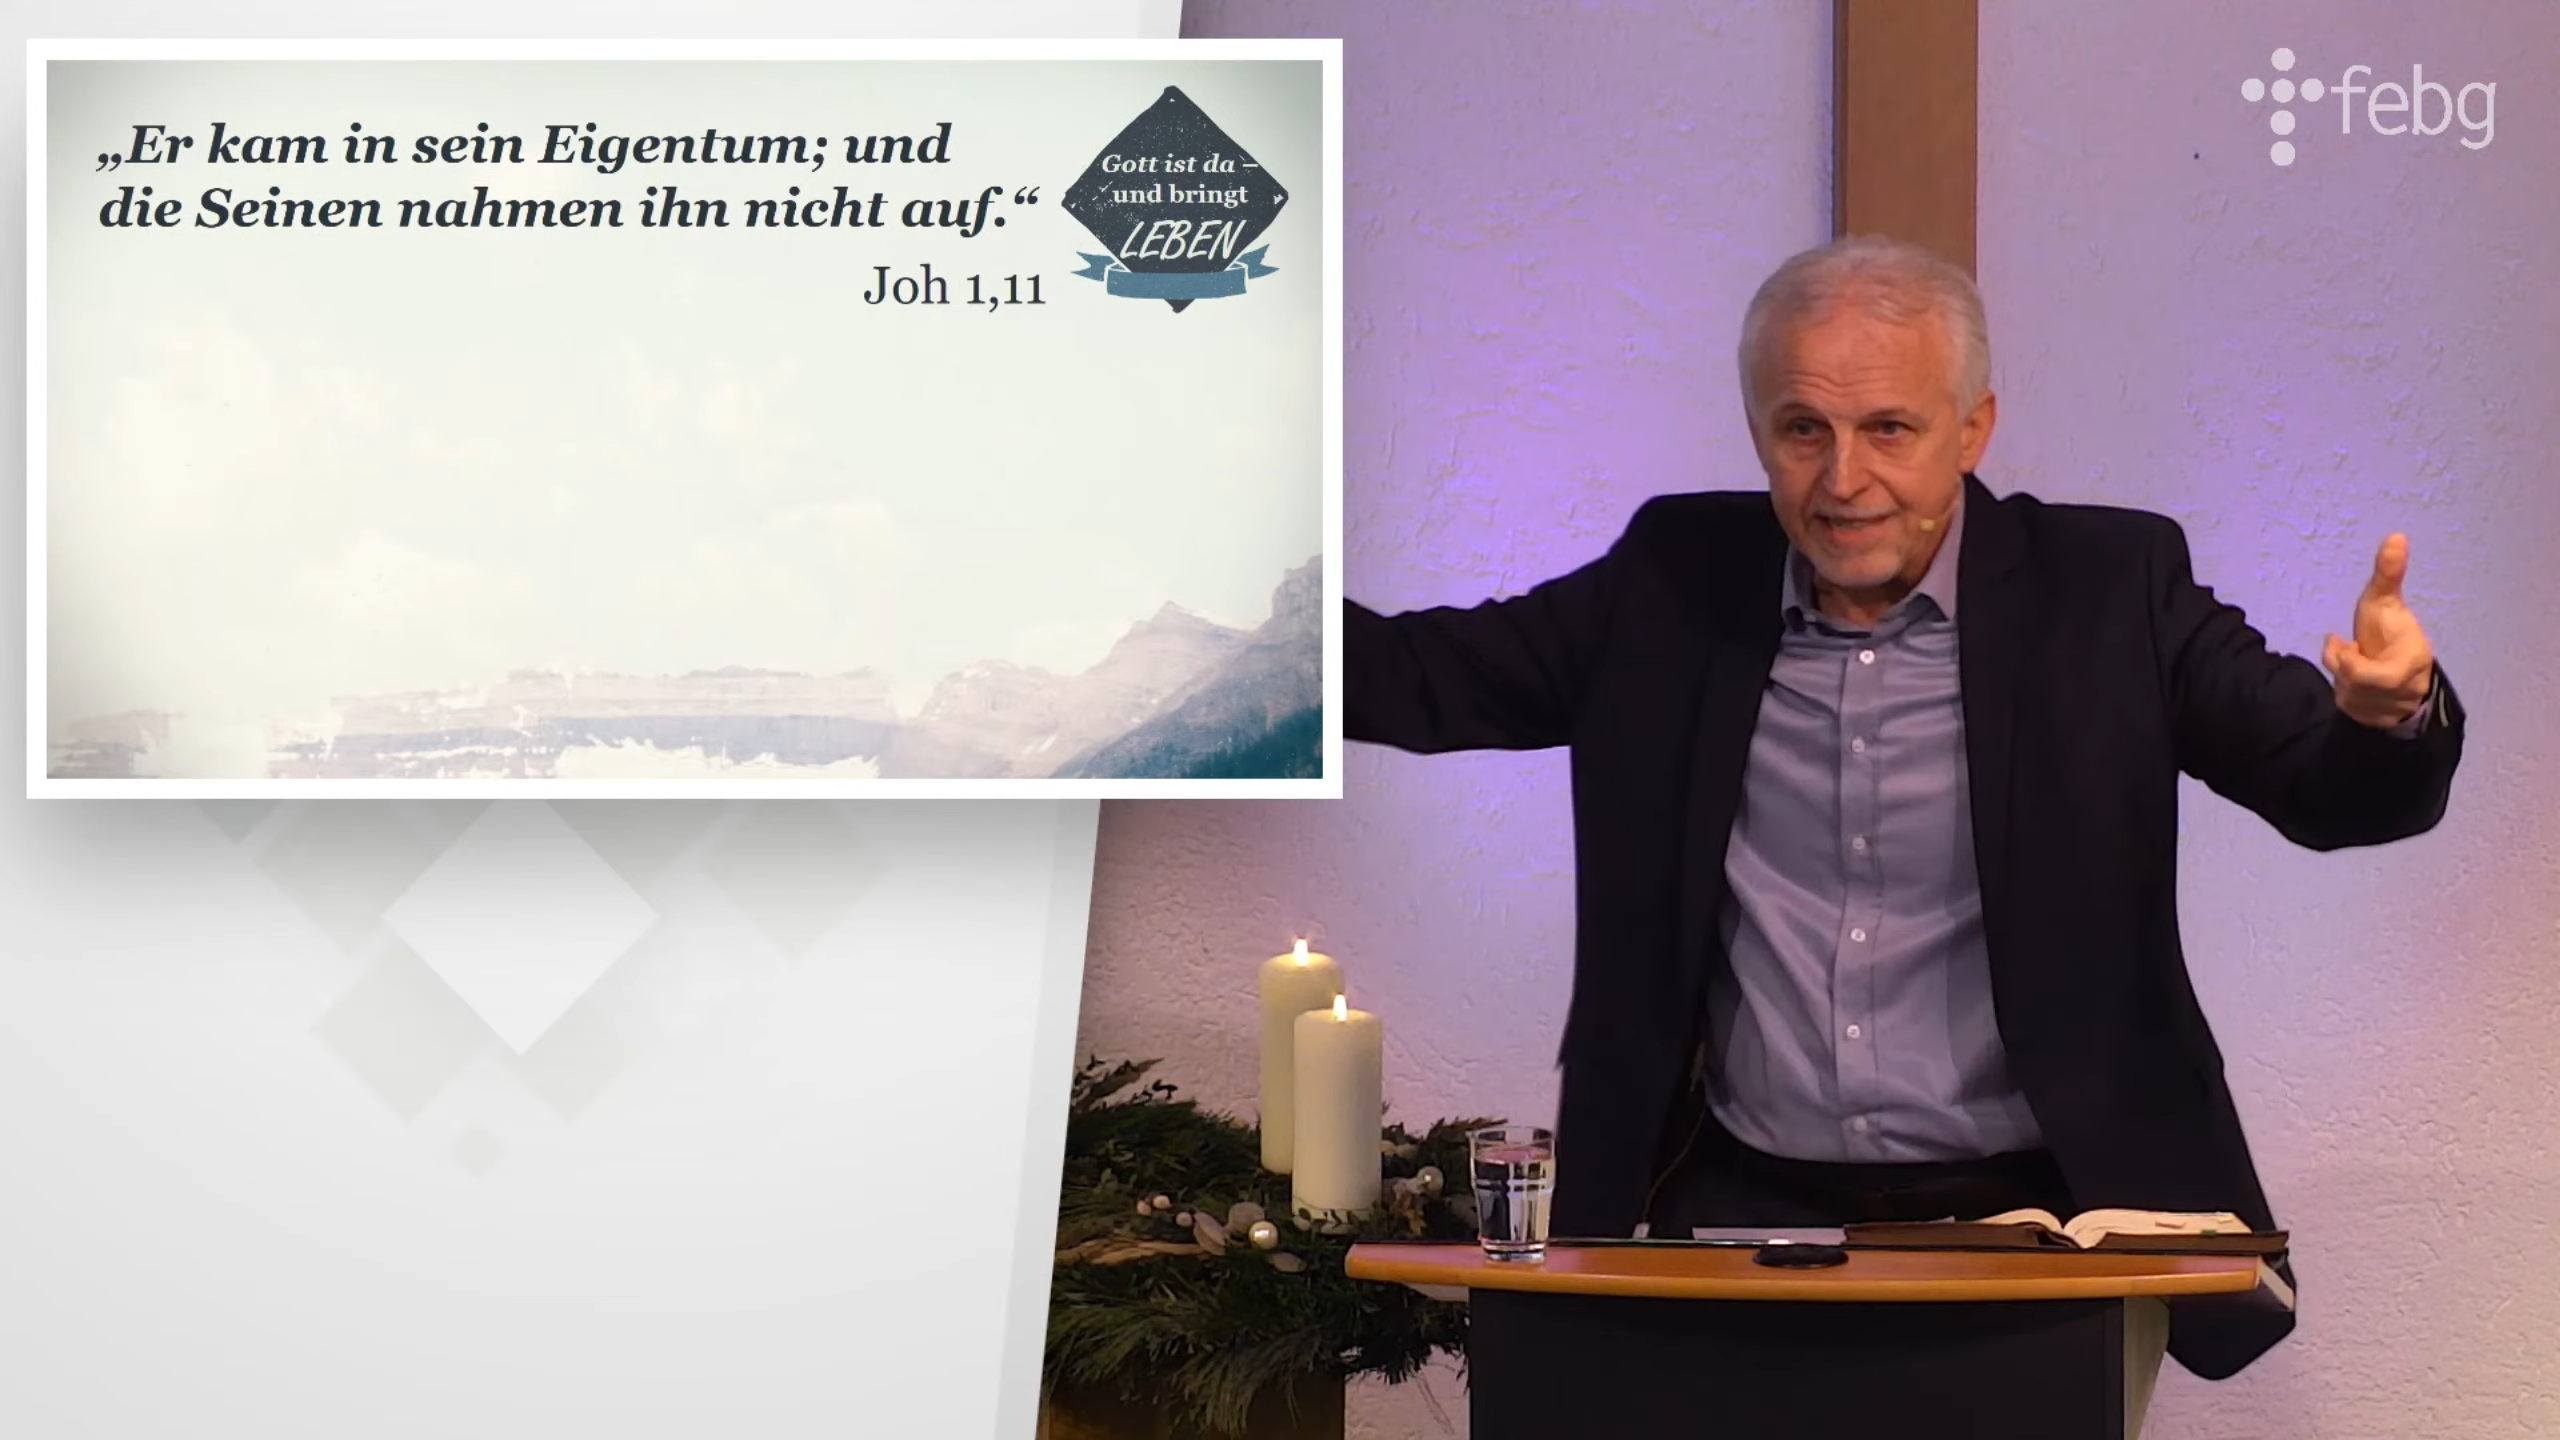 „Er kam in sein Eigentum; und
die Seinen nahmen ihn nicht auf.“
Joh 1,11
Gott ist da –
und bringt
LEBEN
febg